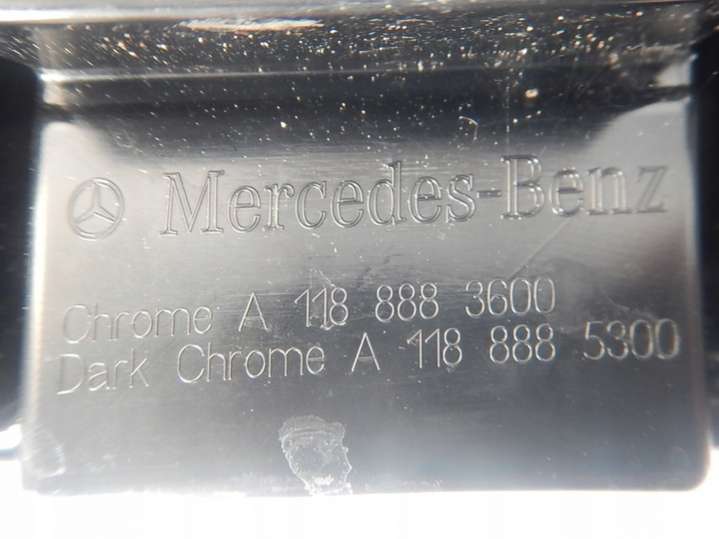 Mercedes-Benz
Chrome A 118 888 3600
Dark Chrome A 118 888 5300